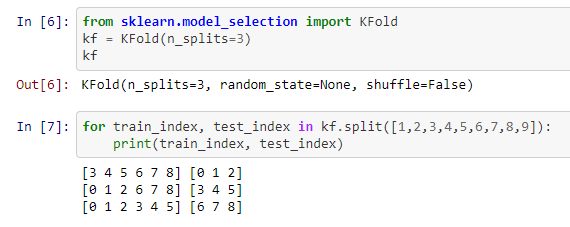 In [6]: from sklearn.model_selection import KFold
kf = KFold(n_splits=3)
kf
Out[6]: KFold(n_splits=3, random_state=None, shuffle=False)
In [7]: for train_index, test_index in kf.split([1,2,3,4,5,6,7,8,9]):
    print(train_index, test_index)
[3 4 5 6 7 8] [0 1 2]
[0 1 2 6 7 8] [3 4 5]
[0 1 2 3 4 5] [6 7 8]